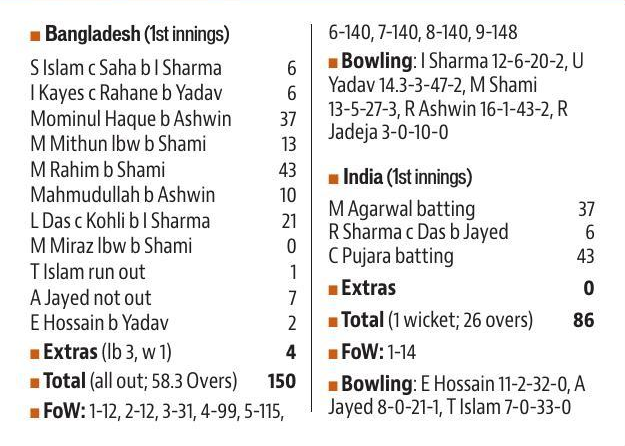 Bangladesh (1st innings)
S Islam c Saha b I Sharma 6
I Kayes c Rahane b Yadav 6
Mominul Haque b Ashwin 37
M Mithun lbw b Shami 13
M Rahim b Shami 43
Mahmudullah b Ashwin 10
L Das c Kohli b I Sharma 21
M Miraz lbw b Shami 0
T Islam run out 1
A Jayed not out 7
E Hossain b Yadav 2
Extras (lb 3, w 1) 4
Total (all out; 58.3 Overs) 150
FoW: 1-12, 2-12, 3-31, 4-99, 5-115,
6-140, 7-140, 8-140, 9-148
Bowling: I Sharma 12-6-20-2, U
Yadav 14.3-3-47-2, M Shami
13-5-27-3, R Ashwin 16-1-43-2, R
Jadeja 3-0-10-0
India (1st innings)
M Agarwal batting 37
R Sharma c Das b Jayed 6
C Pujara batting 43
Extras 0
Total (1 wicket; 26 overs) 86
FoW: 1-14
Bowling: E Hossain 11-2-32-0, A
Jayed 8-0-21-1, T Islam 7-0-33-0